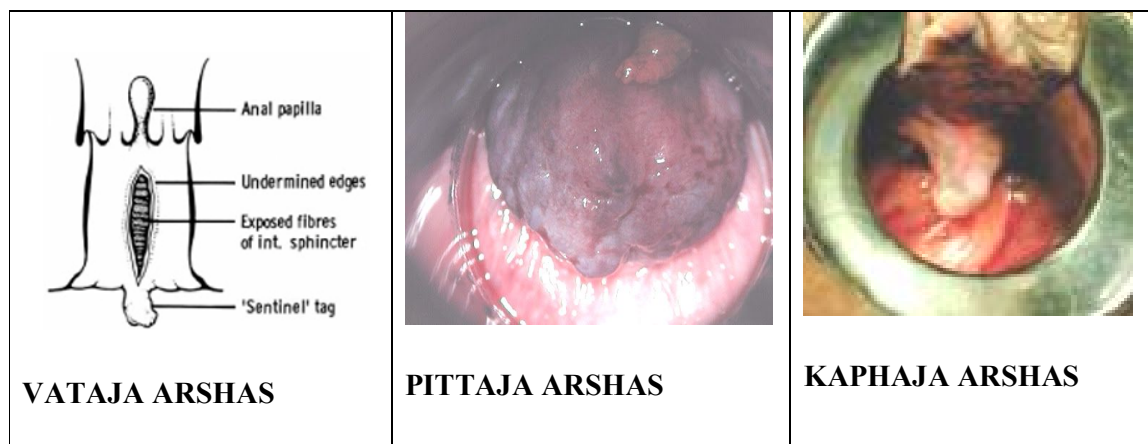 Anal papilla
Undermined edges
Exposed fibres
of int. sphincter
'Sentinel' tag
VATAJA ARSHAS
PITTAJA ARSHAS
KAPHAJA ARSHAS